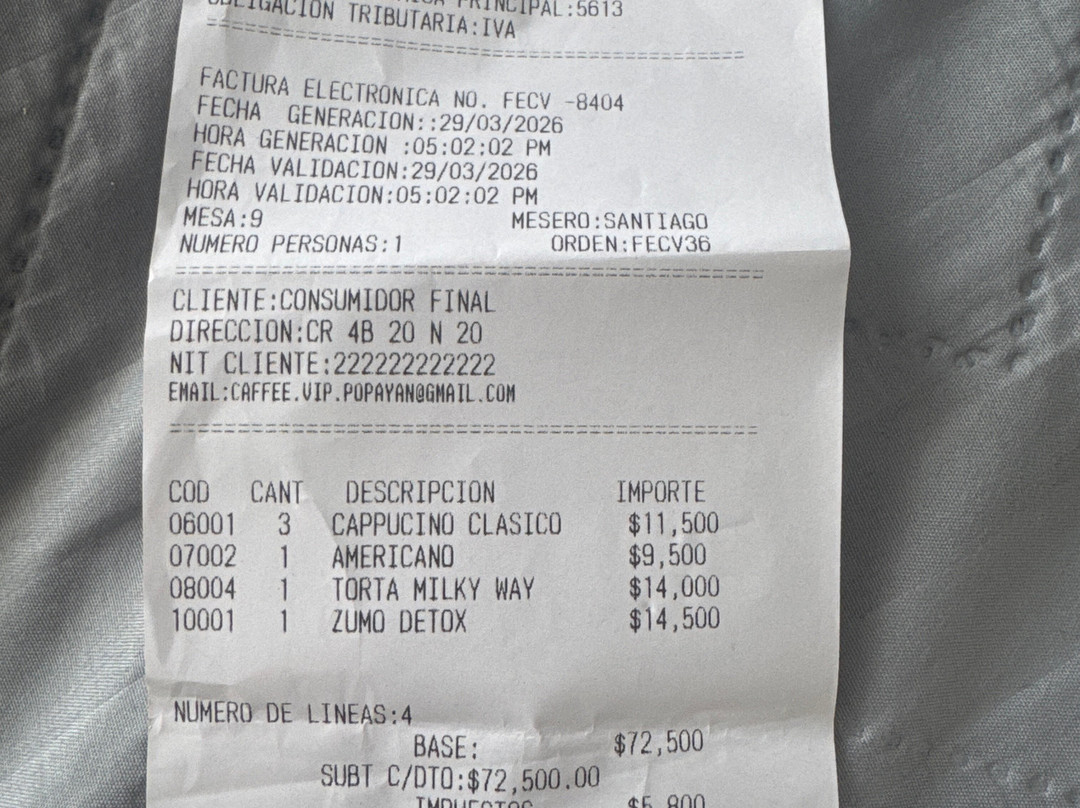 PRINCIPAL:5613
OBLIGACION TRIBUTARIA:IVA
FACTURA ELECTRONICA NO. FECV -8404
FECHA GENERACION::29/03/2026
HORA GENERACION :05:02:02 PM
FECHA VALIDACION:29/03/2026
HORA VALIDACION:05:02:02 PM
MESA:9 MESERO:SANTIAGO
NUMERO PERSONAS:1 ORDEN:FECV36
CLIENTE:CONSUMIDOR FINAL
DIRECCION:CR 4B 20 N 20
NIT CLIENTE:222222222222
EMAIL:CAFFEE.VIP.POPAYAN@GMAIL.COM
COD CANT DESCRIPCION IMPORTE
06001 3 CAPPUCINO CLASICO $11,500
07002 1 AMERICANO $9,500
08004 1 TORTA MILKY WAY $14,000
10001 1 ZUMO DETOX $14,500
NUMERO DE LINEAS:4
BASE: $72,500
SUBT C/DTO:$72,500.00
IMPUESTOS $5,800